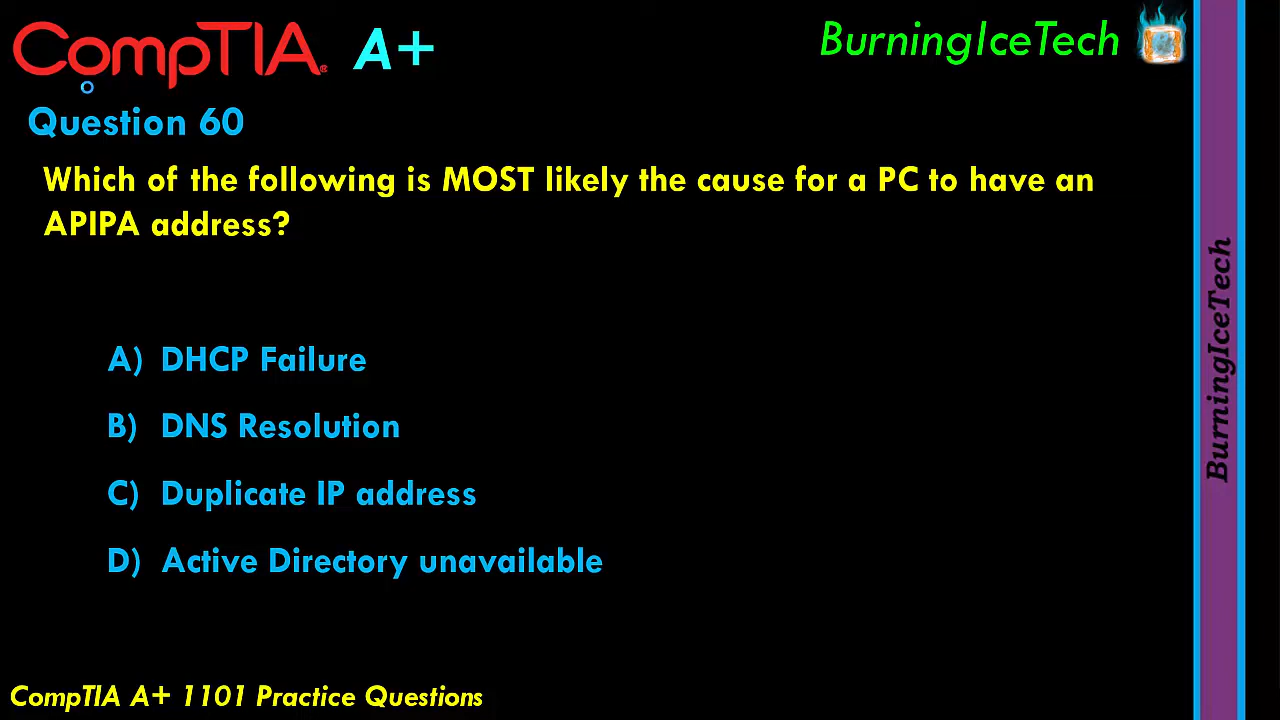 CompTIA® A+
BurningIceTech
Question 60
Which of the following is MOST likely the cause for a PC to have an
APIPA address?
A) DHCP Failure
B) DNS Resolution
C) Duplicate IP address
D) Active Directory unavailable
CompTIA A+ 1101 Practice Questions
BurningIceTech